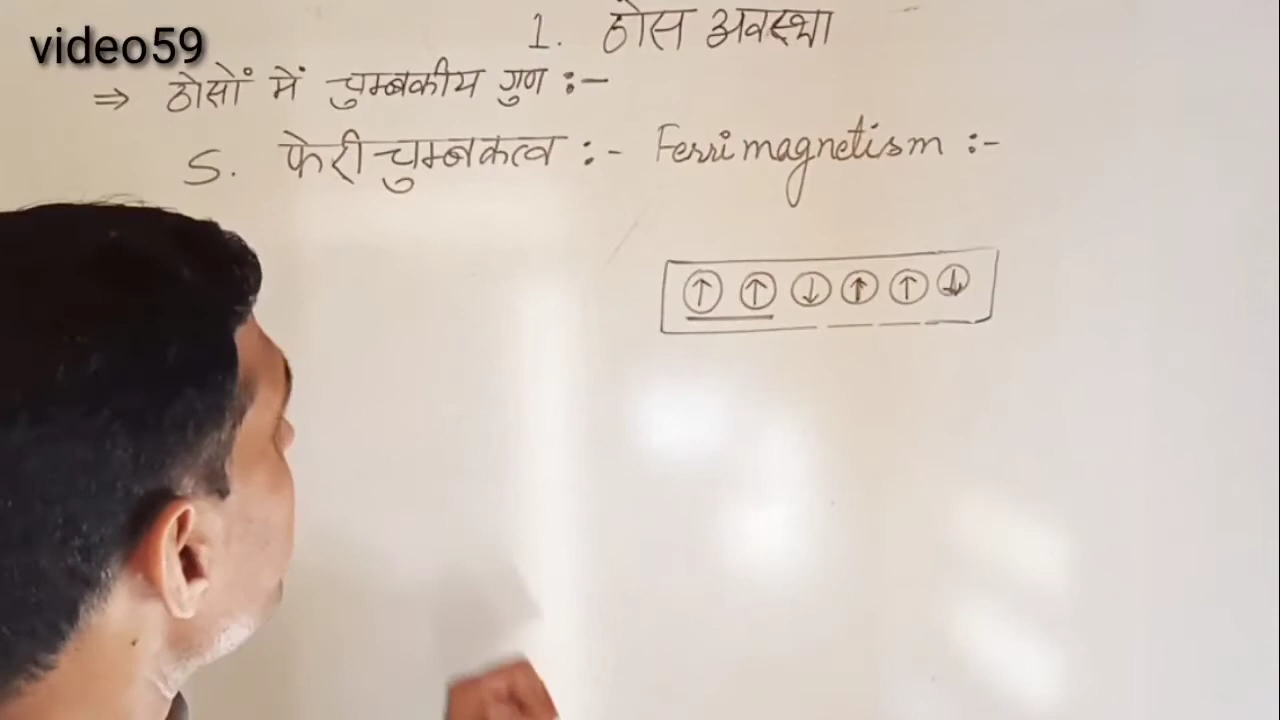 video59
1. ठोस अवस्था
⇒ ठोसों में चुम्बकीय गुण :-
5. फेरीचुम्बकत्व :- Ferrimagnetism :-
↑ ↑ ↓ ↑ ↑ ↓